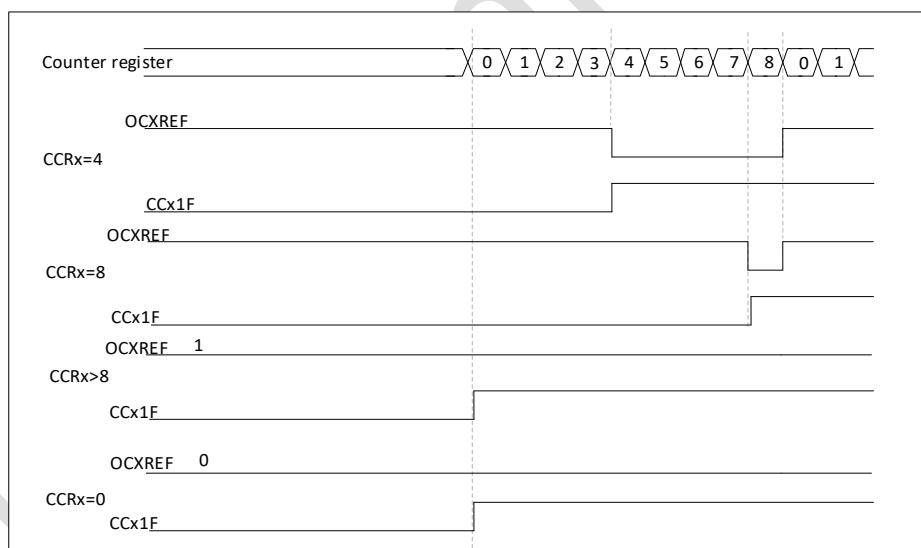 Counter register 0 1 2 3 4 5 6 7 8 0 1
OCXREF
CCRx=4
CCx1F
OCXREF
CCRx=8
CCx1F
OCXREF 1
CCRx>8
CCx1F
OCXREF 0
CCRx=0
CCx1F